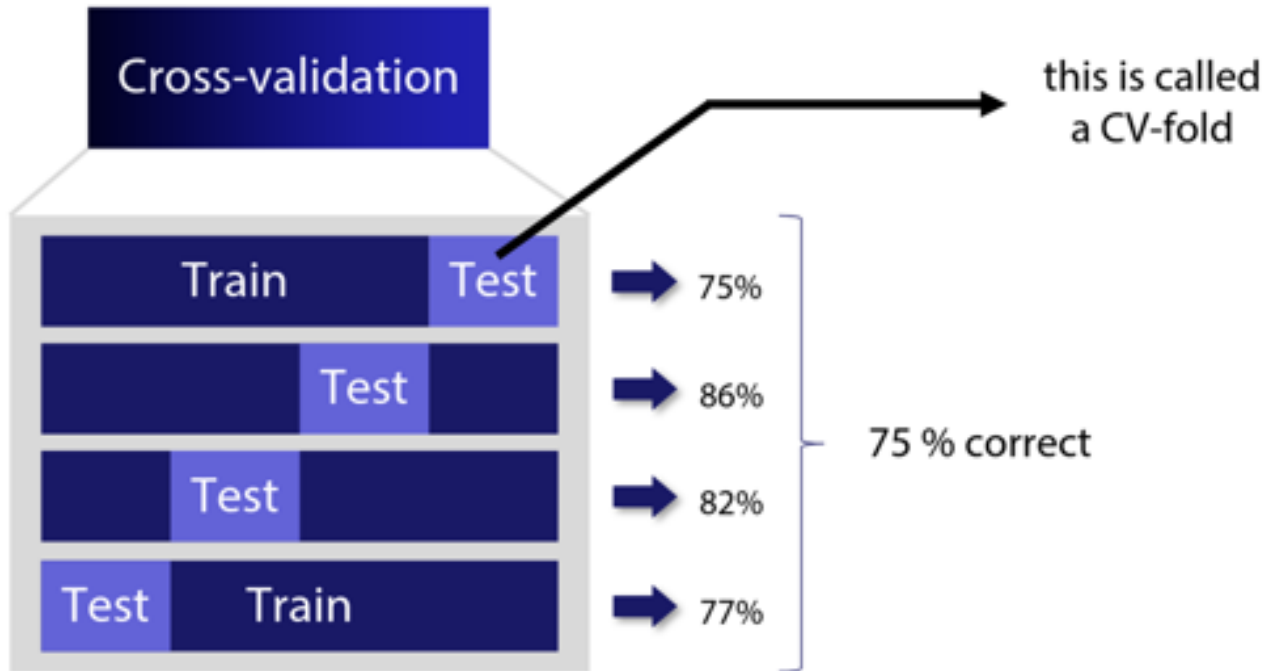 Cross-validation
this is called
a CV-fold
Train Test
75%
Test
86%
75 % correct
Test
82%
Test Train
77%